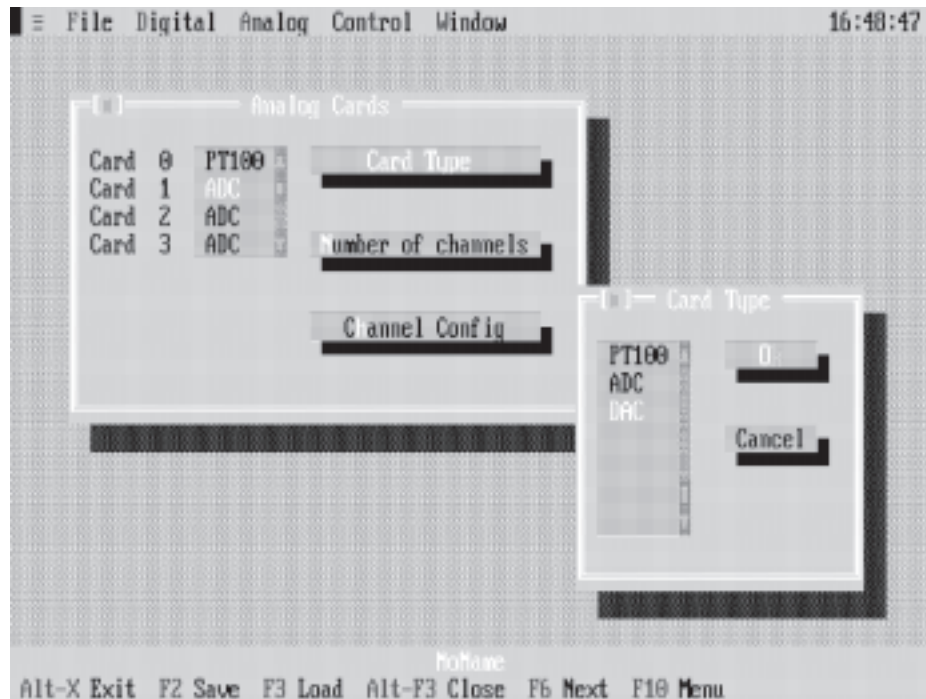 ≡ File Digital Analog Control Window 16:48:47
Analog Cards
Card 0 PT100
Card 1 ADC
Card 2 ADC
Card 3 ADC
Card Type
Number of channels
Channel Config
Card Type
PT100
ADC
DAC
Cancel
NoName
Alt-X Exit F2 Save F3 Load Alt-F3 Close F6 Next F10 Menu